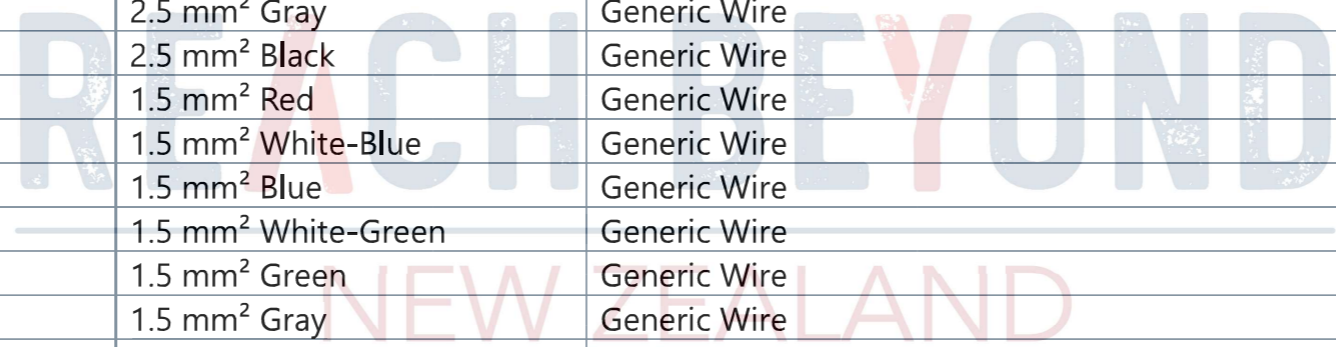 2.5 mm² Gray Generic Wire
2.5 mm² Black Generic Wire
1.5 mm² Red Generic Wire
1.5 mm² White-Blue Generic Wire
1.5 mm² Blue Generic Wire
1.5 mm² White-Green Generic Wire
1.5 mm² Green Generic Wire
1.5 mm² Gray Generic Wire
REACH BEYOND
NEW ZEALAND